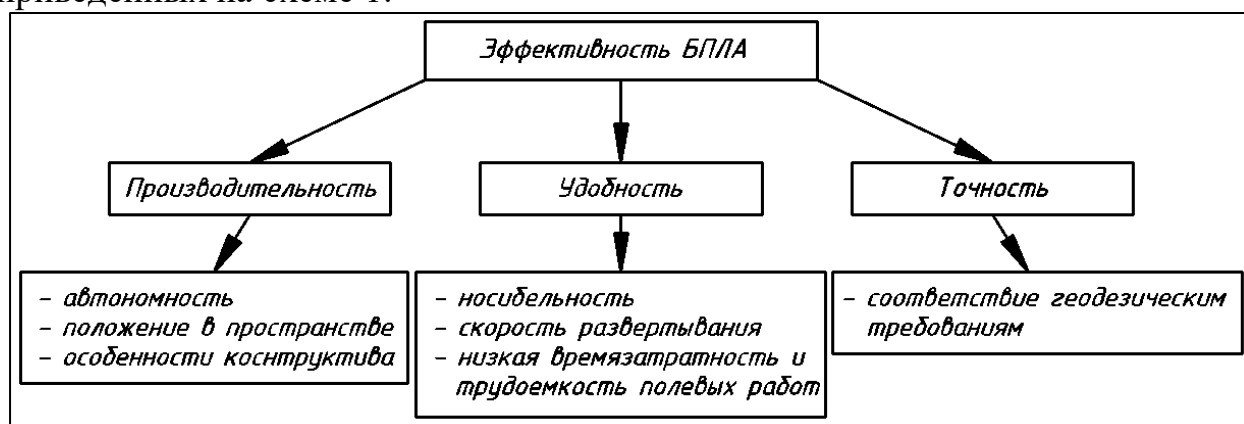 приведенных на схеме 1.
Эффективность БПЛА
Производительность
Удобность
Точность
- автономность
- положение в пространстве
- особенности коснтруктива
- носибельность
- скорость развертывания
- низкая времязатратность и
трудоемкость полевых работ
- соответствие геодезическим
требованиям